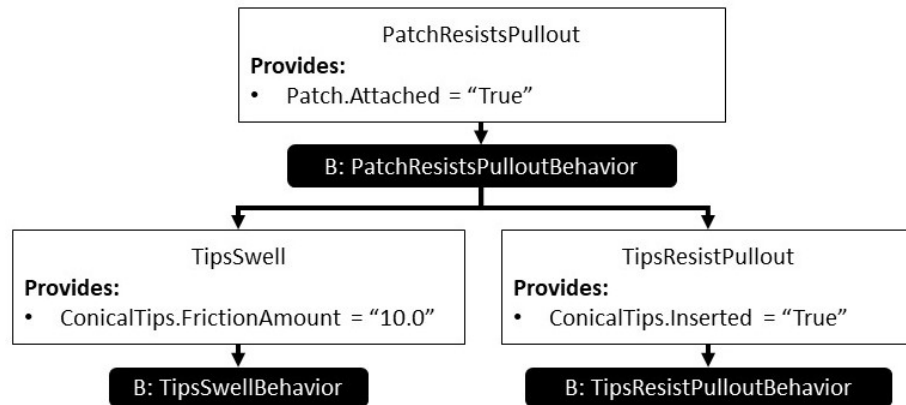 PatchResistsPullout
Provides:
• Patch.Attached = “True”
B: PatchResistsPulloutBehavior
TipsSwell
Provides:
• ConicalTips.FrictionAmount = “10.0”
B: TipsSwellBehavior
TipsResistPullout
Provides:
• ConicalTips.Inserted = “True”
B: TipsResistPulloutBehavior